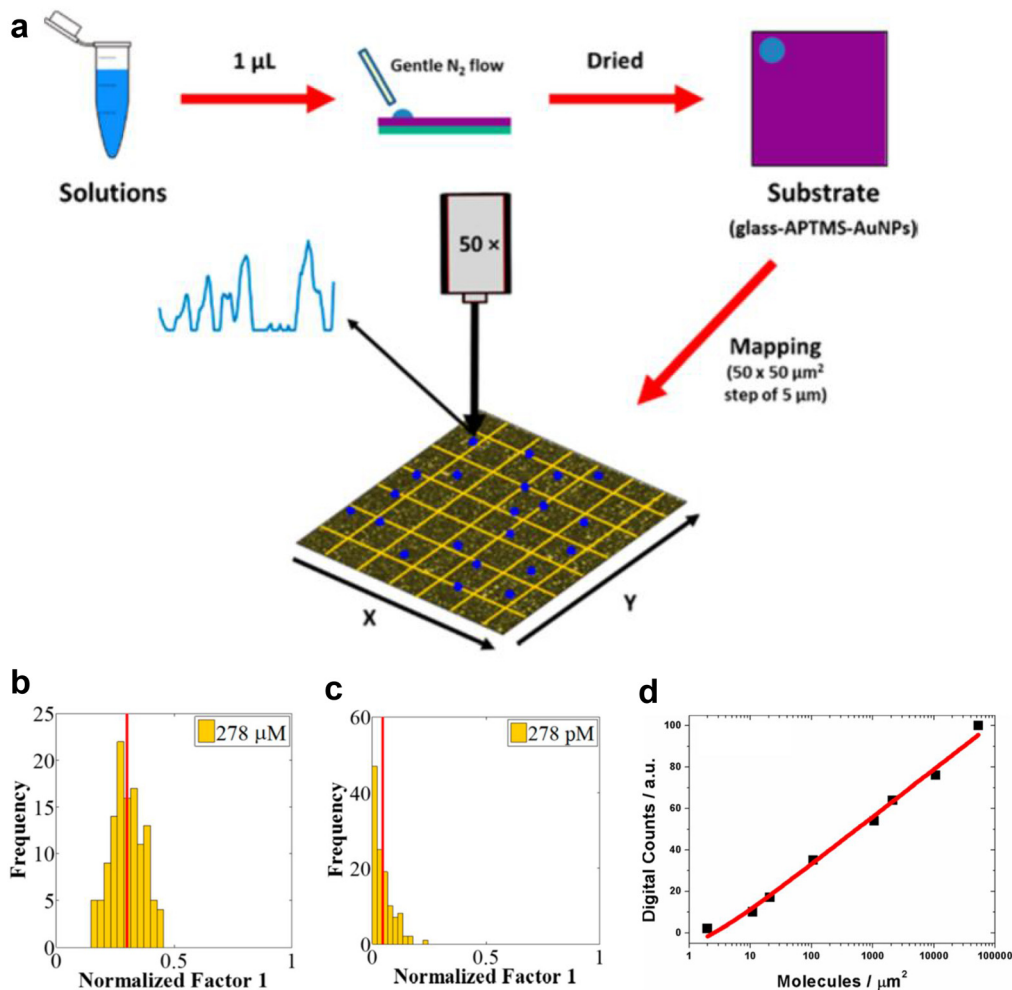 a
1 µL
Gentle N₂ flow
Dried
Solutions
Substrate
(glass-APTMS-AuNPs)
50 ×
Mapping
(50 x 50 µm²
step of 5 µm)
X
Y
b
25
20
15
10
5
0
0
0.5
1
Frequency
Normalized Factor 1
278 µM
c
60
40
20
0
0
0.5
1
Frequency
Normalized Factor 1
278 pM
d
100
80
60
40
20
0
1
10
100
1000
10000
100000
Digital Counts / a.u.
Molecules / µm²